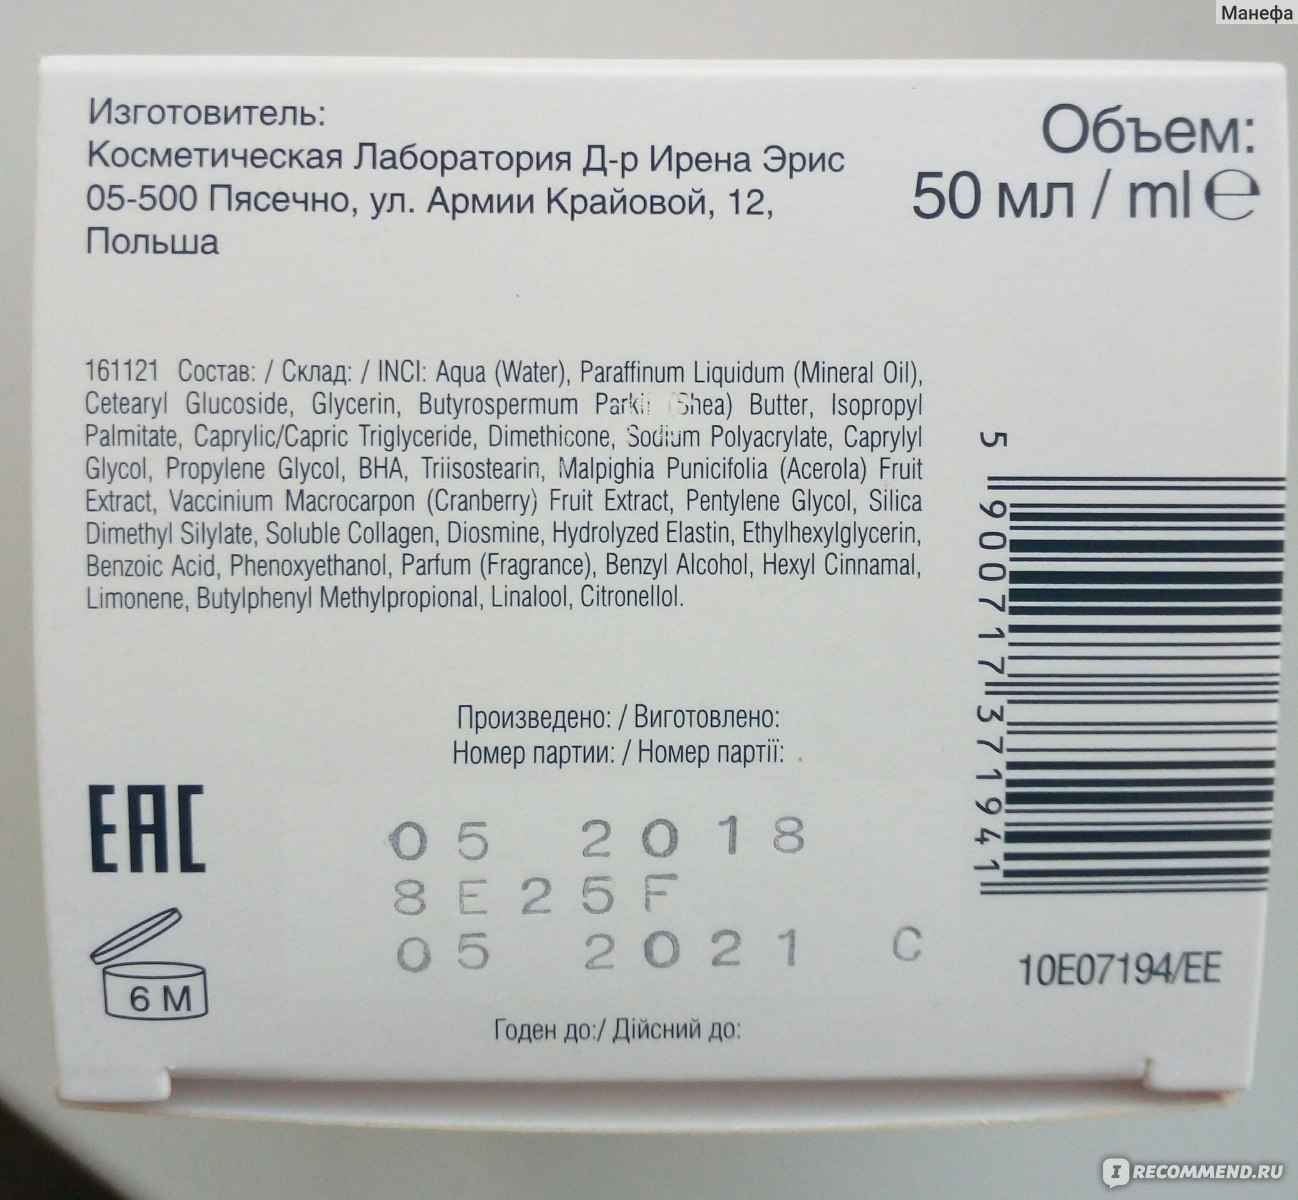 Манефа
Изготовитель:
Косметическая Лаборатория Д-р Ирена Эрис
05-500 Пясечно, ул. Армии Крайовой, 12,
Польша
Объем:
50 мл / ml ℮
161121 Состав: / Склад: / INCI: Aqua (Water), Paraffinum Liquidum (Mineral Oil),
Cetearyl Glucoside, Glycerin, Butyrospermum Parkii (Shea) Butter, Isopropyl
Palmitate, Caprylic/Capric Triglyceride, Dimethicone, Sodium Polyacrylate, Caprylyl
Glycol, Propylene Glycol, BHA, Triisostearin, Malpighia Punicifolia (Acerola) Fruit
Extract, Vaccinium Macrocarpon (Cranberry) Fruit Extract, Pentylene Glycol, Silica
Dimethyl Silylate, Soluble Collagen, Diosmine, Hydrolyzed Elastin, Ethylhexylglycerin,
Benzoic Acid, Phenoxyethanol, Parfum (Fragrance), Benzyl Alcohol, Hexyl Cinnamal,
Limonene, Butylphenyl Methylpropional, Linalool, Citronellol.
5 900717 371941
Произведено: / Виготовлено:
Номер партии: / Номер партії:
EAC
05 2018
8E25F
05 2021 C
6 M
10E07194/EE
Годен до:/ Дійсний до:
IRECOMMEND.RU